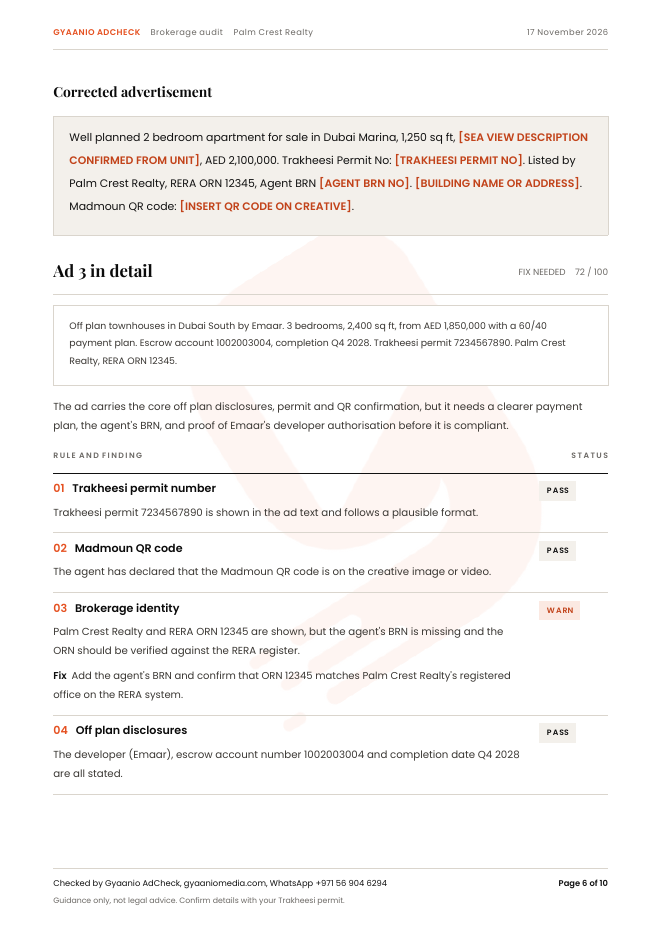 GYAANIO ADCHECK Brokerage audit Palm Crest Realty 17 November 2026
Corrected advertisement
Well planned 2 bedroom apartment for sale in Dubai Marina, 1,250 sq ft, [SEA VIEW DESCRIPTION
CONFIRMED FROM UNIT], AED 2,100,000. Trakheesi Permit No: [TRAKHEESI PERMIT NO]. Listed by
Palm Crest Realty, RERA ORN 12345, Agent BRN [AGENT BRN NO]. [BUILDING NAME OR ADDRESS].
Madmoun QR code: [INSERT QR CODE ON CREATIVE].
Ad 3 in detail FIX NEEDED 72 / 100
Off plan townhouses in Dubai South by Emaar. 3 bedrooms, 2,400 sq ft, from AED 1,850,000 with a 60/40
payment plan. Escrow account 1002003004, completion Q4 2028. Trakheesi permit 7234567890. Palm Crest
Realty, RERA ORN 12345.
The ad carries the core off plan disclosures, permit and QR confirmation, but it needs a clearer payment
plan, the agent's BRN, and proof of Emaar's developer authorisation before it is compliant.
RULE AND FINDING STATUS
01 Trakheesi permit number PASS
Trakheesi permit 7234567890 is shown in the ad text and follows a plausible format.
02 Madmoun QR code PASS
The agent has declared that the Madmoun QR code is on the creative image or video.
03 Brokerage identity WARN
Palm Crest Realty and RERA ORN 12345 are shown, but the agent's BRN is missing and the
ORN should be verified against the RERA register.
Fix Add the agent's BRN and confirm that ORN 12345 matches Palm Crest Realty's registered
office on the RERA system.
04 Off plan disclosures PASS
The developer (Emaar), escrow account number 1002003004 and completion date Q4 2028
are all stated.
Checked by Gyaanio AdCheck, gyaaniomedia.com, WhatsApp +971 56 904 6294 Page 6 of 10
Guidance only, not legal advice. Confirm details with your Trakheesi permit.